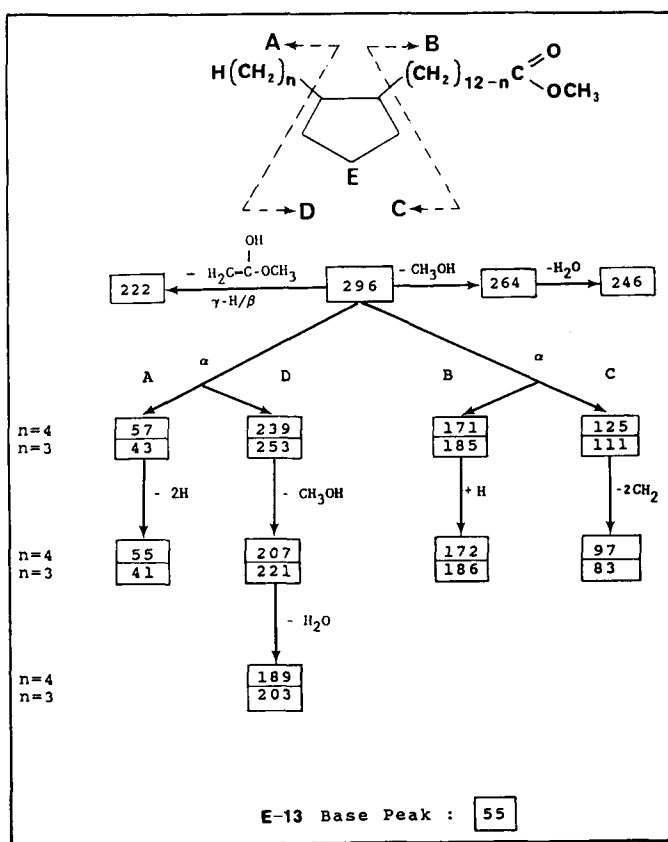 A B
H(CH2)n (CH2)12-n C O
OCH3
E
D C
OH
- H2C-C-OCH3 - CH3OH -H2O
222 296 264 246
γ-H/β
α α
A D B C
n=4 57 239 171 125
n=3 43 253 185 111
- 2H - CH3OH + H -2CH2
n=4 55 207 172 97
n=3 41 221 186 83
- H2O
n=4 189
n=3 203
E-13 Base Peak : 55